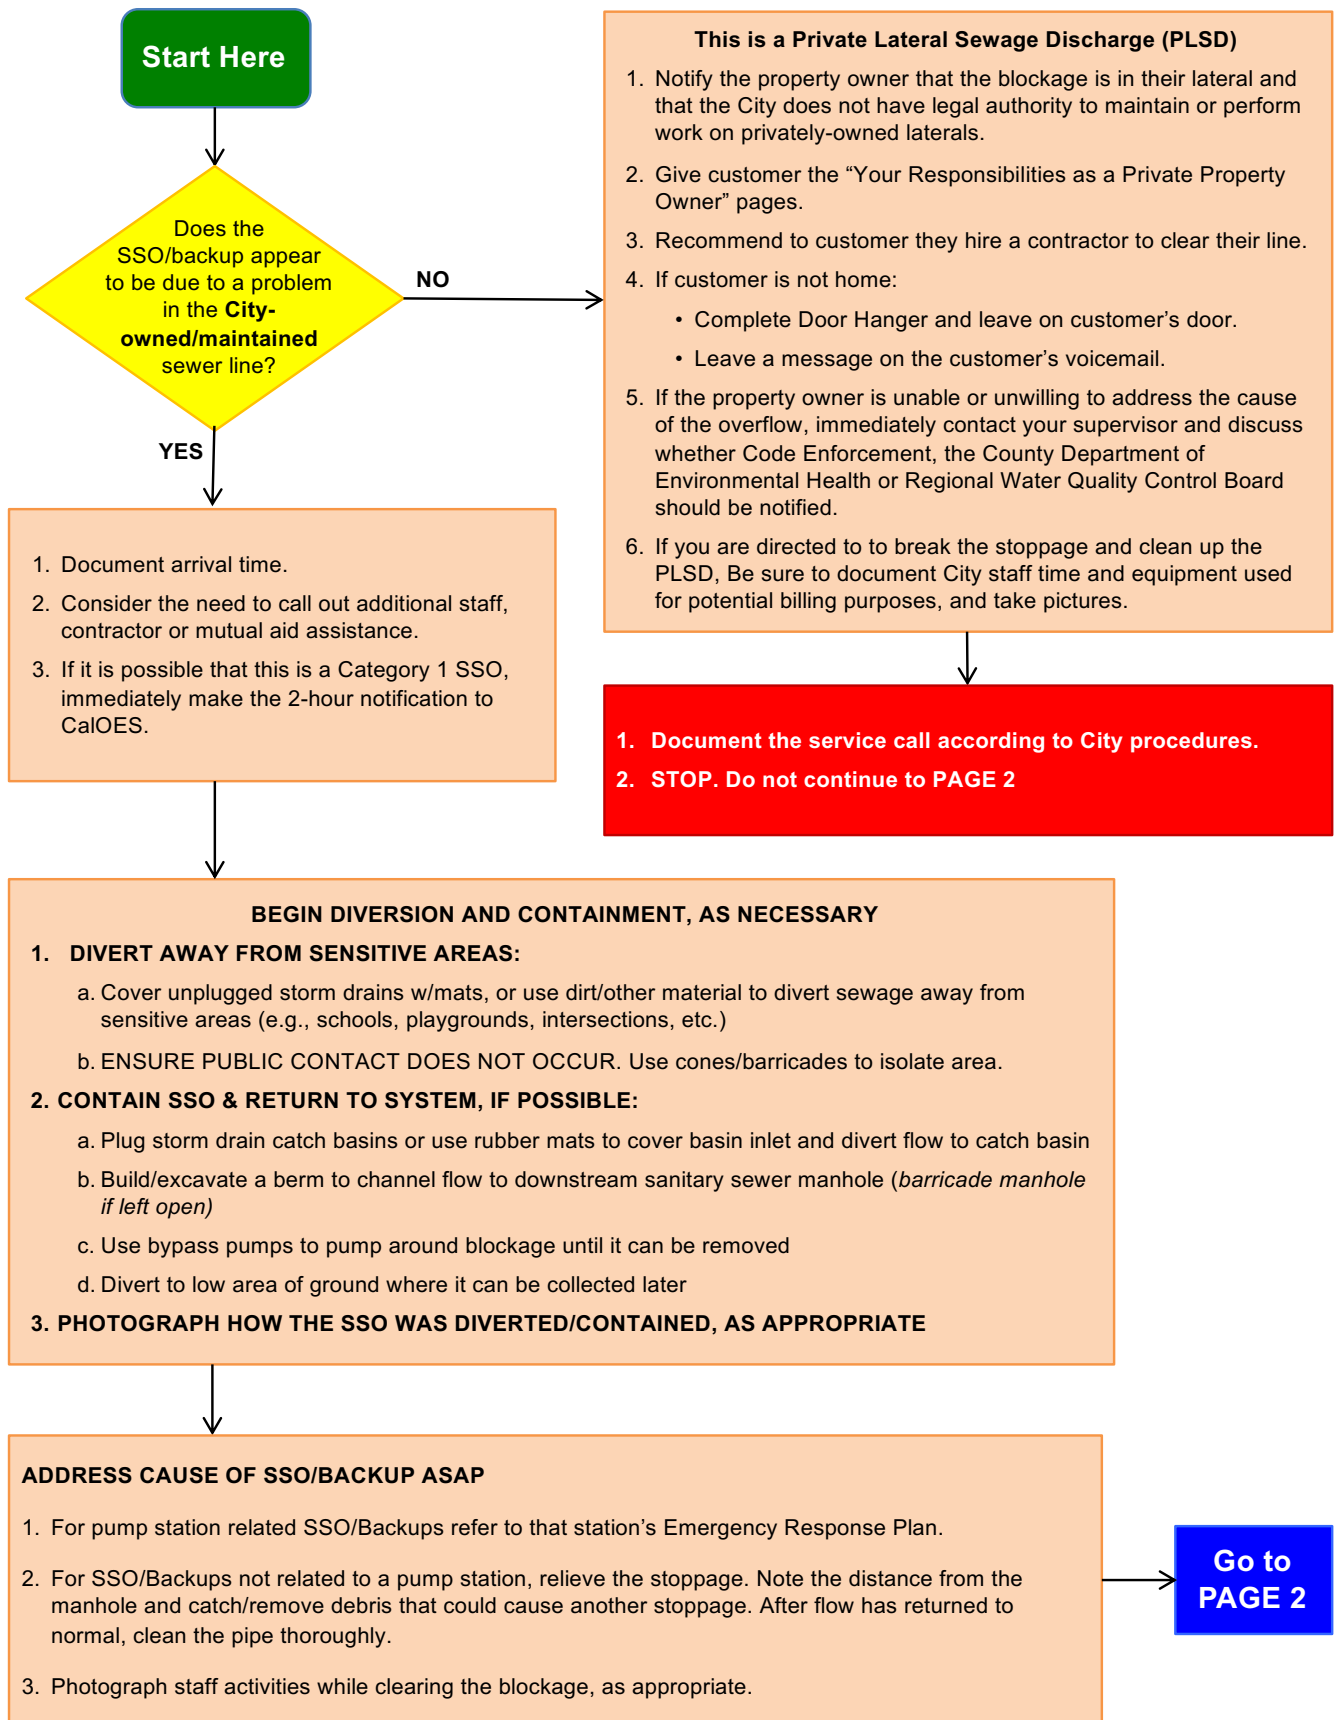 Start Here
Does the
SSO/backup appear
to be due to a problem
in the City-
owned/maintained
sewer line?
NO
YES
This is a Private Lateral Sewage Discharge (PLSD)
1. Notify the property owner that the blockage is in their lateral and
that the City does not have legal authority to maintain or perform
work on privately-owned laterals.
2. Give customer the “Your Responsibilities as a Private Property
Owner” pages.
3. Recommend to customer they hire a contractor to clear their line.
4. If customer is not home:
• Complete Door Hanger and leave on customer’s door.
• Leave a message on the customer’s voicemail.
5. If the property owner is unable or unwilling to address the cause
of the overflow, immediately contact your supervisor and discuss
whether Code Enforcement, the County Department of
Environmental Health or Regional Water Quality Control Board
should be notified.
6. If you are directed to to break the stoppage and clean up the
PLSD, Be sure to document City staff time and equipment used
for potential billing purposes, and take pictures.
1. Document the service call according to City procedures.
2. STOP. Do not continue to PAGE 2
1. Document arrival time.
2. Consider the need to call out additional staff,
contractor or mutual aid assistance.
3. If it is possible that this is a Category 1 SSO,
immediately make the 2-hour notification to
CalOES.
BEGIN DIVERSION AND CONTAINMENT, AS NECESSARY
1. DIVERT AWAY FROM SENSITIVE AREAS:
a. Cover unplugged storm drains w/mats, or use dirt/other material to divert sewage away from
sensitive areas (e.g., schools, playgrounds, intersections, etc.)
b. ENSURE PUBLIC CONTACT DOES NOT OCCUR. Use cones/barricades to isolate area.
2. CONTAIN SSO & RETURN TO SYSTEM, IF POSSIBLE:
a. Plug storm drain catch basins or use rubber mats to cover basin inlet and divert flow to catch basin
b. Build/excavate a berm to channel flow to downstream sanitary sewer manhole (barricade manhole
if left open)
c. Use bypass pumps to pump around blockage until it can be removed
d. Divert to low area of ground where it can be collected later
3. PHOTOGRAPH HOW THE SSO WAS DIVERTED/CONTAINED, AS APPROPRIATE
ADDRESS CAUSE OF SSO/BACKUP ASAP
1. For pump station related SSO/Backups refer to that station’s Emergency Response Plan.
2. For SSO/Backups not related to a pump station, relieve the stoppage. Note the distance from the
manhole and catch/remove debris that could cause another stoppage. After flow has returned to
normal, clean the pipe thoroughly.
3. Photograph staff activities while clearing the blockage, as appropriate.
Go to
PAGE 2